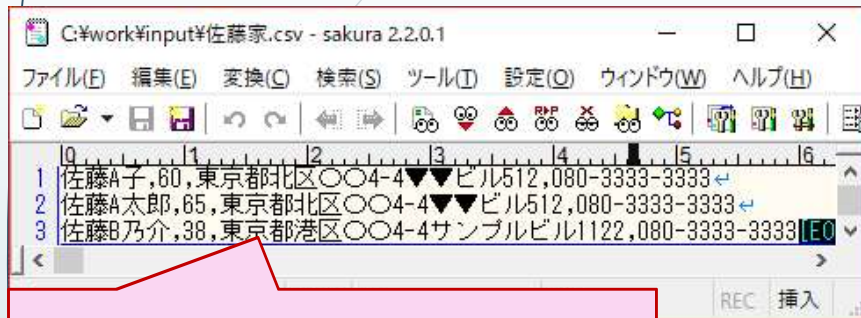 C:¥work¥input¥佐藤家.csv - sakura 2.2.0.1
ファイル(F) 編集(E) 変換(C) 検索(S) ツール(T) 設定(O) ウィンドウ(W) ヘルプ(H)
0 1 2 3 4 5 6
1 佐藤A子,60,東京都北区〇〇4-4▼▼ビル512,080-3333-3333↵
2 佐藤A太郎,65,東京都北区〇〇4-4▼▼ビル512,080-3333-3333↵
3 佐藤B乃介,38,東京都港区〇〇4-4サンプルビル1122,080-3333-3333[EO
REC 挿入